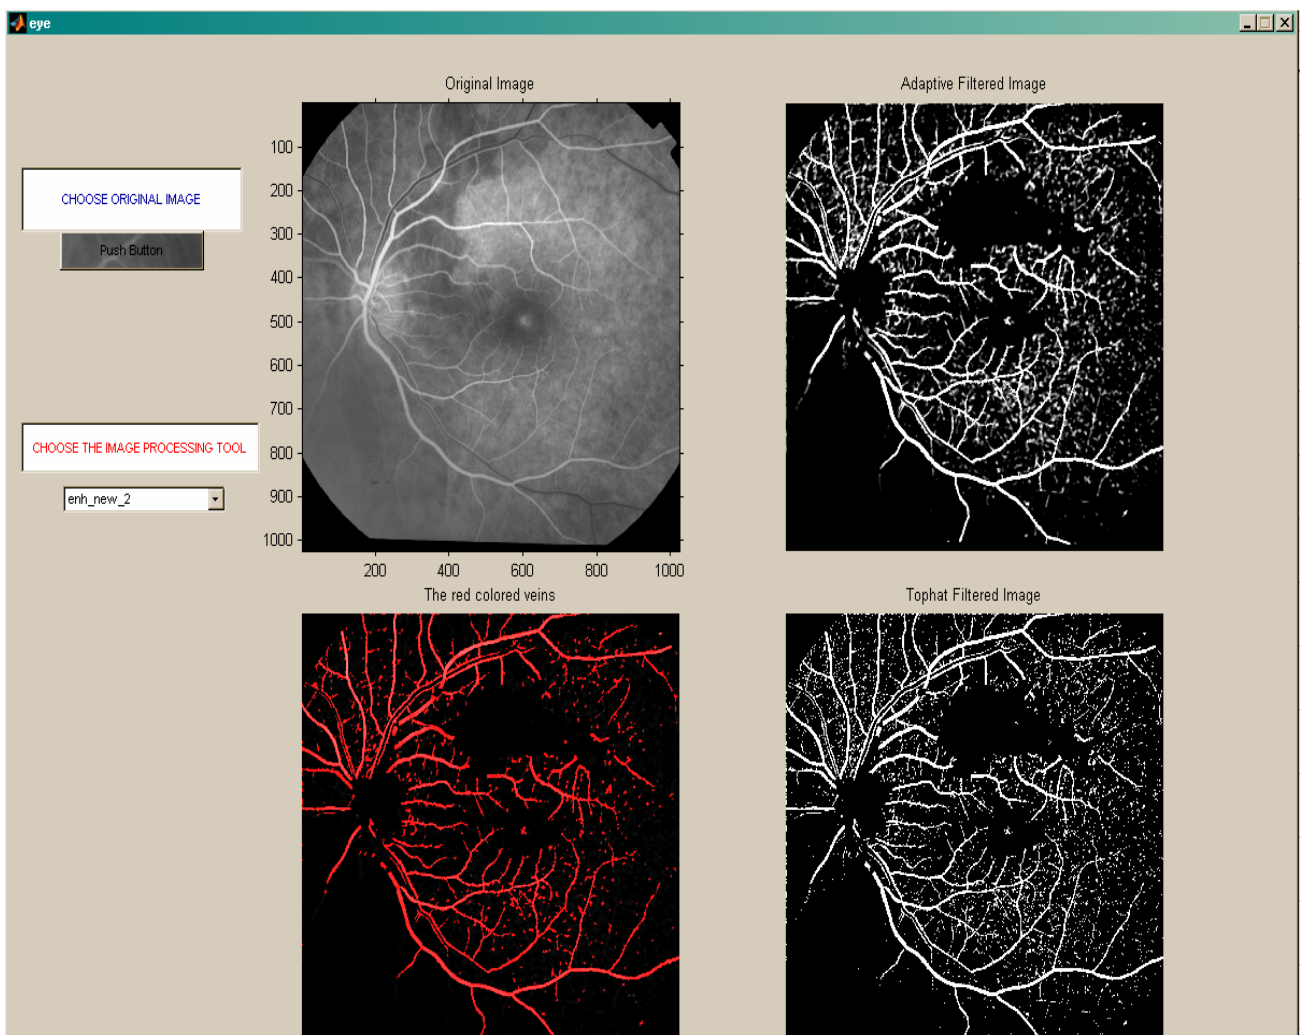 eye
Original Image
Adaptive Filtered Image
100
200
300
400
500
600
700
800
900
1000
200
400
600
800
1000
CHOOSE ORIGINAL IMAGE
Push Button
CHOOSE THE IMAGE PROCESSING TOOL
enh_new_2
The red colored veins
Tophat Filtered Image